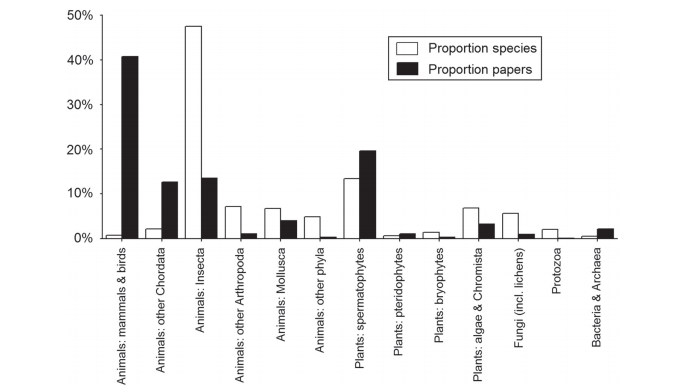 50%
40%
30%
20%
10%
0%
Proportion species
Proportion papers
Animals: mammals & birds
Animals: other Chordata
Animals: Insecta
Animals: other Arthropoda
Animals: Mollusca
Animals: other phyla
Plants: spermatophytes
Plants: pteridophytes
Plants: bryophytes
Plants: algae & Chromista
Fungi (incl. lichens)
Protozoa
Bacteria & Archaea